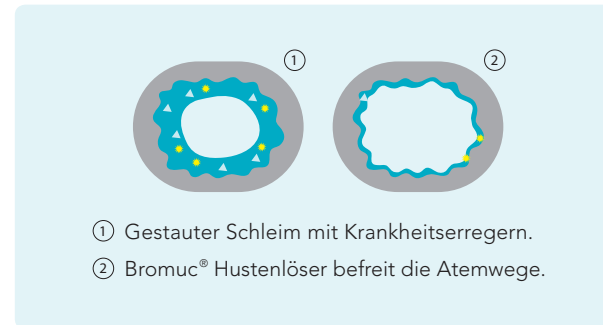 ① ②
① Gestauter Schleim mit Krankheitserregern.
② Bromuc® Hustenlöser befreit die Atemwege.